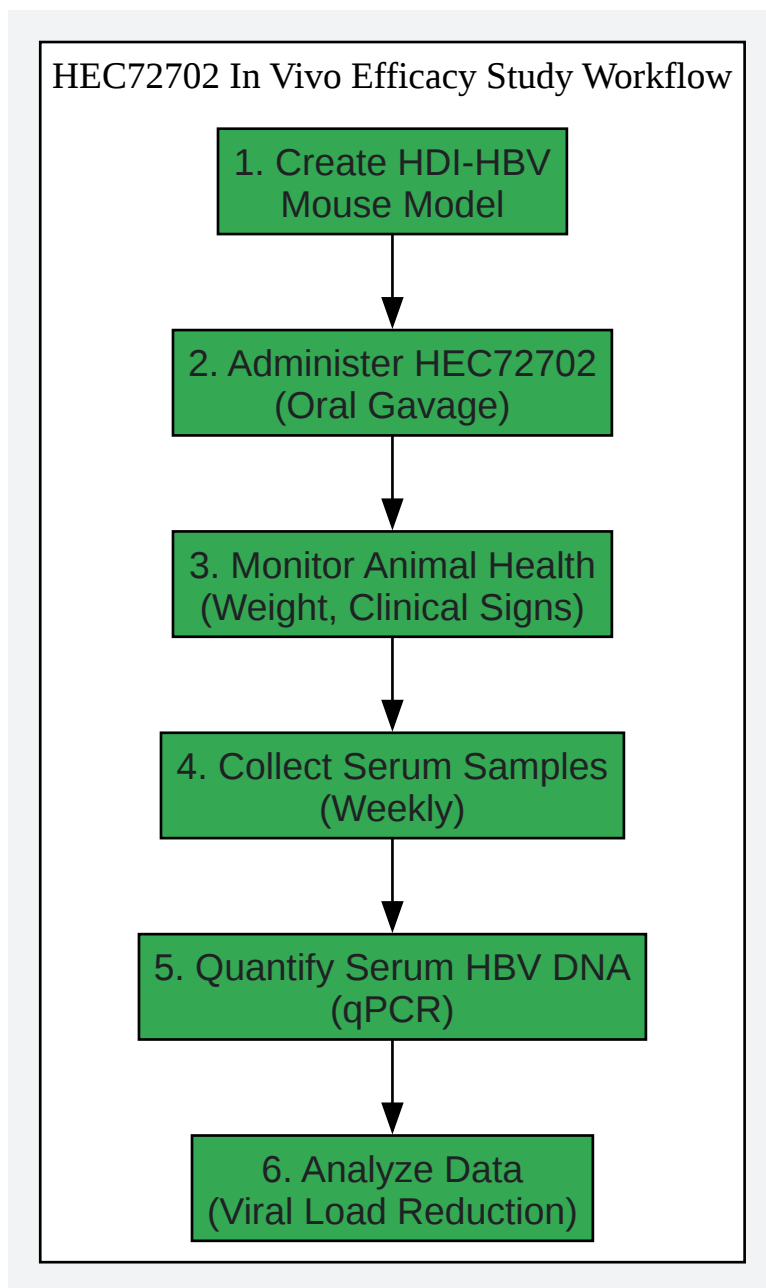 HEC72702 In Vivo Efficacy Study Workflow
1. Create HDI-HBV
Mouse Model
2. Administer HEC72702
(Oral Gavage)
3. Monitor Animal Health
(Weight, Clinical Signs)
4. Collect Serum Samples
(Weekly)
5. Quantify Serum HBV DNA
(qPCR)
6. Analyze Data
(Viral Load Reduction)